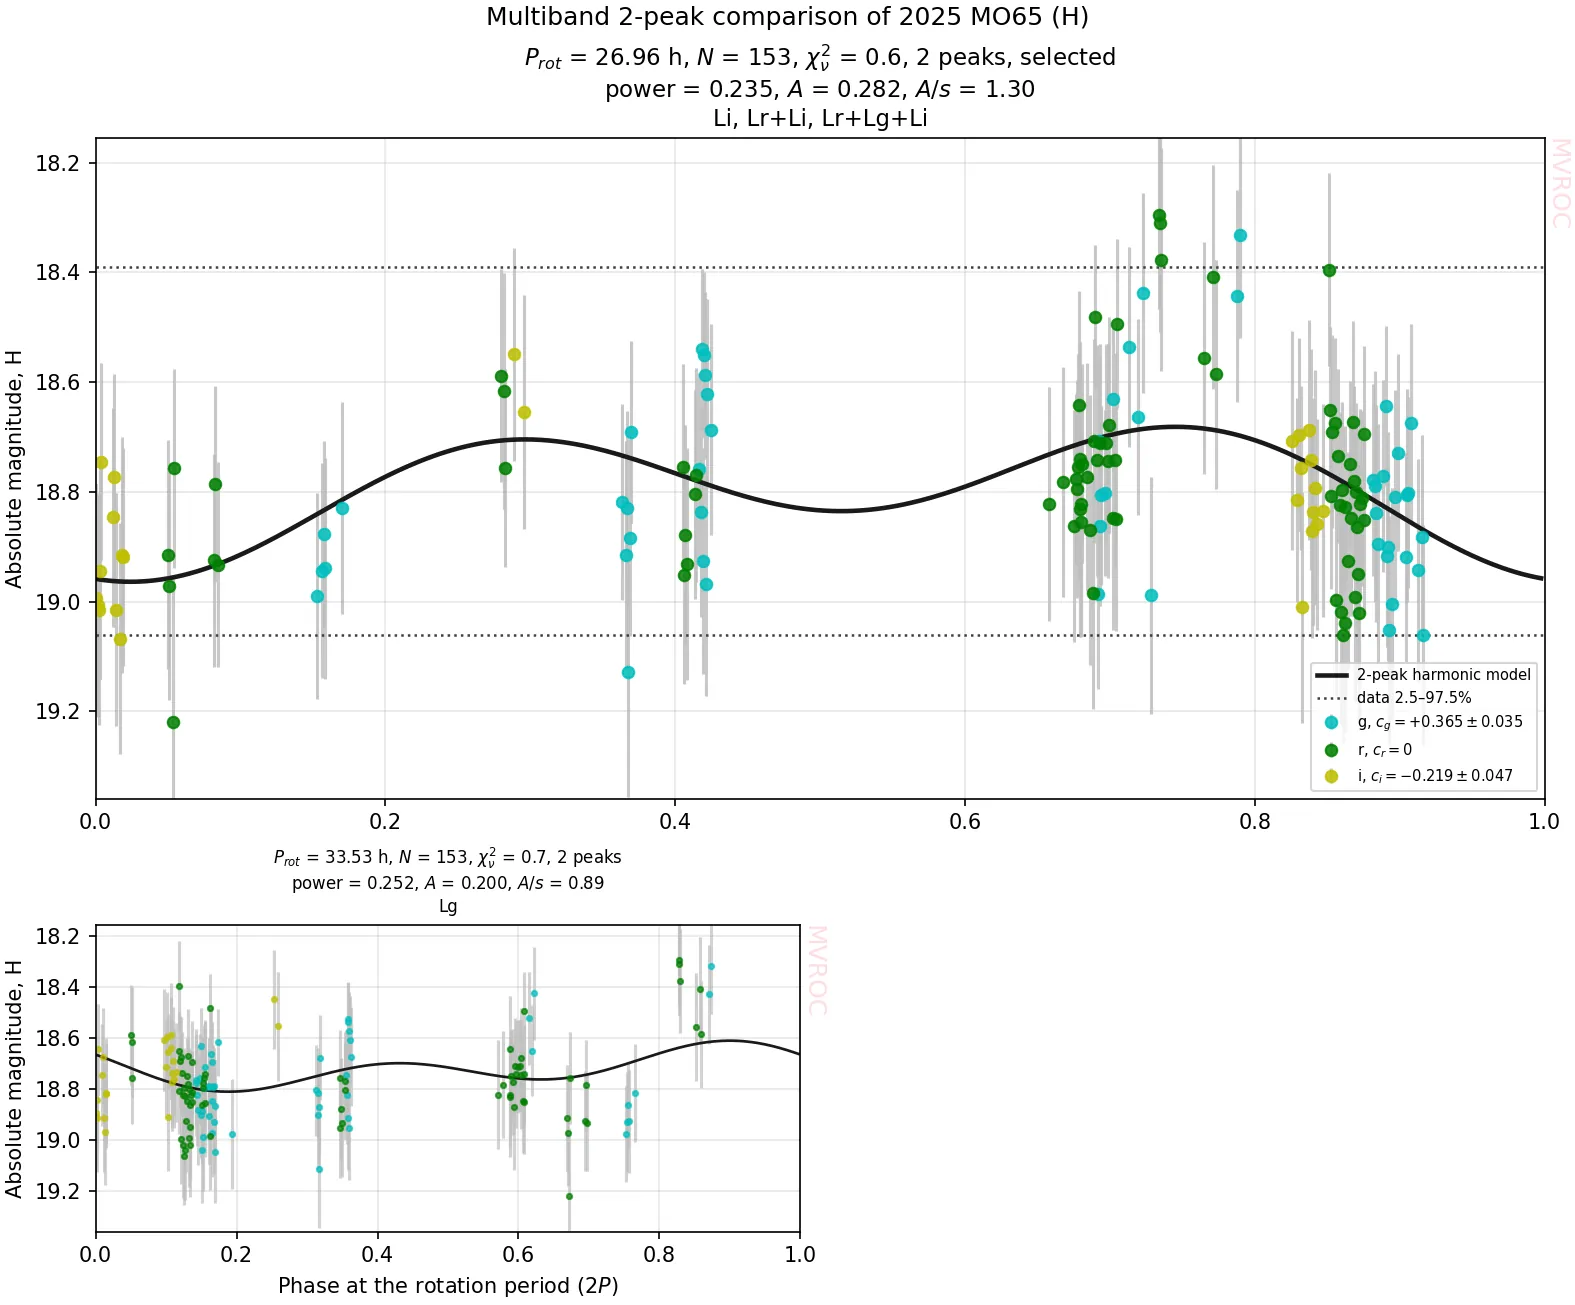 Multiband 2-peak comparison of 2025 MO65 (H)
P_rot = 26.96 h, N = 153, χ²_ν = 0.6, 2 peaks, selected
power = 0.235, A = 0.282, A/s = 1.30
Li, Lr+Li, Lr+Lg+Li
MVROC
Absolute magnitude, H
18.2
18.4
18.6
18.8
19.0
19.2
2-peak harmonic model
data 2.5–97.5%
g, c_g = +0.365 ± 0.035
r, c_r = 0
i, c_i = −0.219 ± 0.047
0.0 0.2 0.4 0.6 0.8 1.0
P_rot = 33.53 h, N = 153, χ²_ν = 0.7, 2 peaks
power = 0.252, A = 0.200, A/s = 0.89
Lg
MVROC
Absolute magnitude, H
18.2
18.4
18.6
18.8
19.0
19.2
0.0 0.2 0.4 0.6 0.8 1.0
Phase at the rotation period (2P)